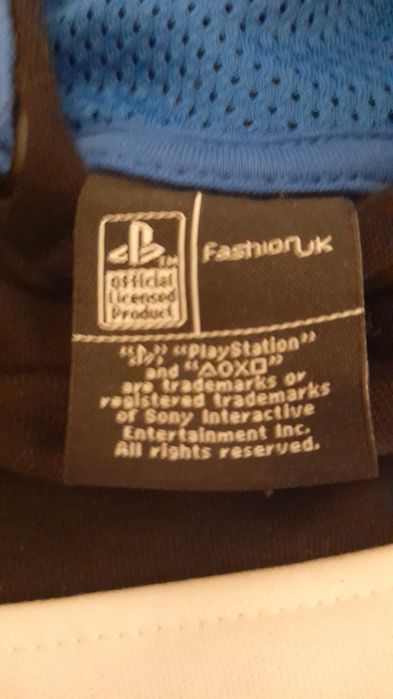 TM
Official
Licensed
Product
FashionUK
“PS” “PlayStation”
and “△O✕□”
are trademarks or
registered trademarks
of Sony Interactive
Entertainment Inc.
All rights reserved.